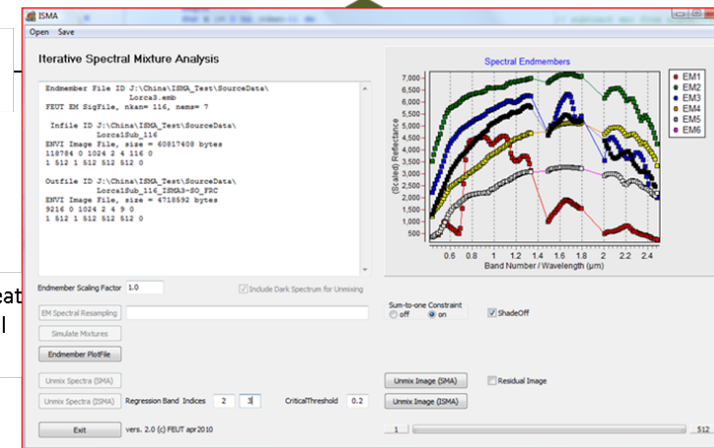 ISMA
Open Save
Iterative Spectral Mixture Analysis
Endmember File ID J:\China\ISMA_Test\SourceData\
Lorca3.emb
FEUT EM SigFile, nkan= 116, nems= 7
Infile ID J:\China\ISMA_Test\SourceData\
Lorca1Sub_116
ENVI Image File, size = 60817408 bytes
118784 0 1024 2 4 116 0
1 512 1 512 512 512 0
Outfile ID J:\China\ISMA_Test\SourceData\
Lorca1Sub_116_ISMA3-SO_FRC
ENVI Image File, size = 4718592 bytes
9216 0 1024 2 4 9 0
1 512 1 512 512 512 0
Spectral Endmembers
(Scaled) Reflectance
7,000
6,500
6,000
5,500
5,000
4,500
4,000
3,500
3,000
2,500
2,000
1,500
1,000
500
0.6 0.8 1 1.2 1.4 1.6 1.8 2 2.2 2.4
Band Number / Wavelength (µm)
EM1
EM2
EM3
EM4
EM5
EM6
eat
l
Endmember Scaling Factor 1.0 Include Dark Spectrum for Unmixing
EM Spectral Resampling
Simulate Mixtures
Endmember PlotFile
Sum-to-one Constraint
off on ShadeOff
Unmix Spectra (SMA)
Unmix Spectra (ISMA) Regression Band Indices 2 3 CriticalThreshold 0.2
Unmix Image (SMA) Residual Image
Unmix Image (ISMA)
Exit vers. 2.0 (c) FEUT apr2010
1 512